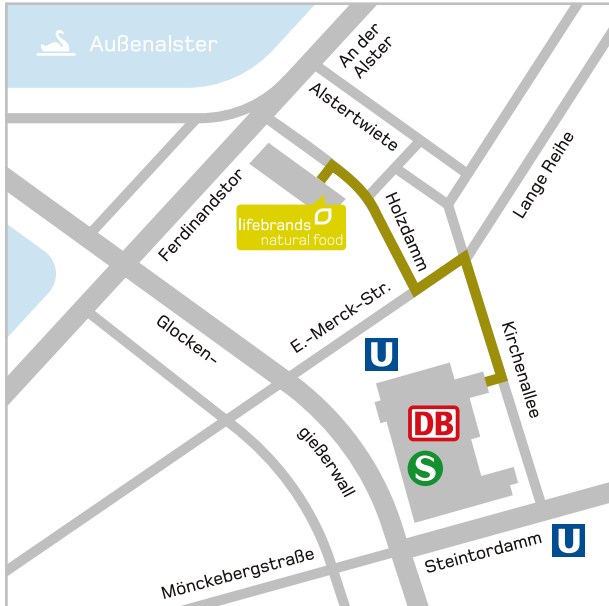 Außenalster
An der
Alster
Alstertwiete
Lange Reihe
Ferdinandstor
Holzdamm
lifebrands
natural food
E.-Merck-Str.
Glocken-
gießerwall
Kirchenallee
U
DB
S
Steintordamm
U
Mönckebergstraße